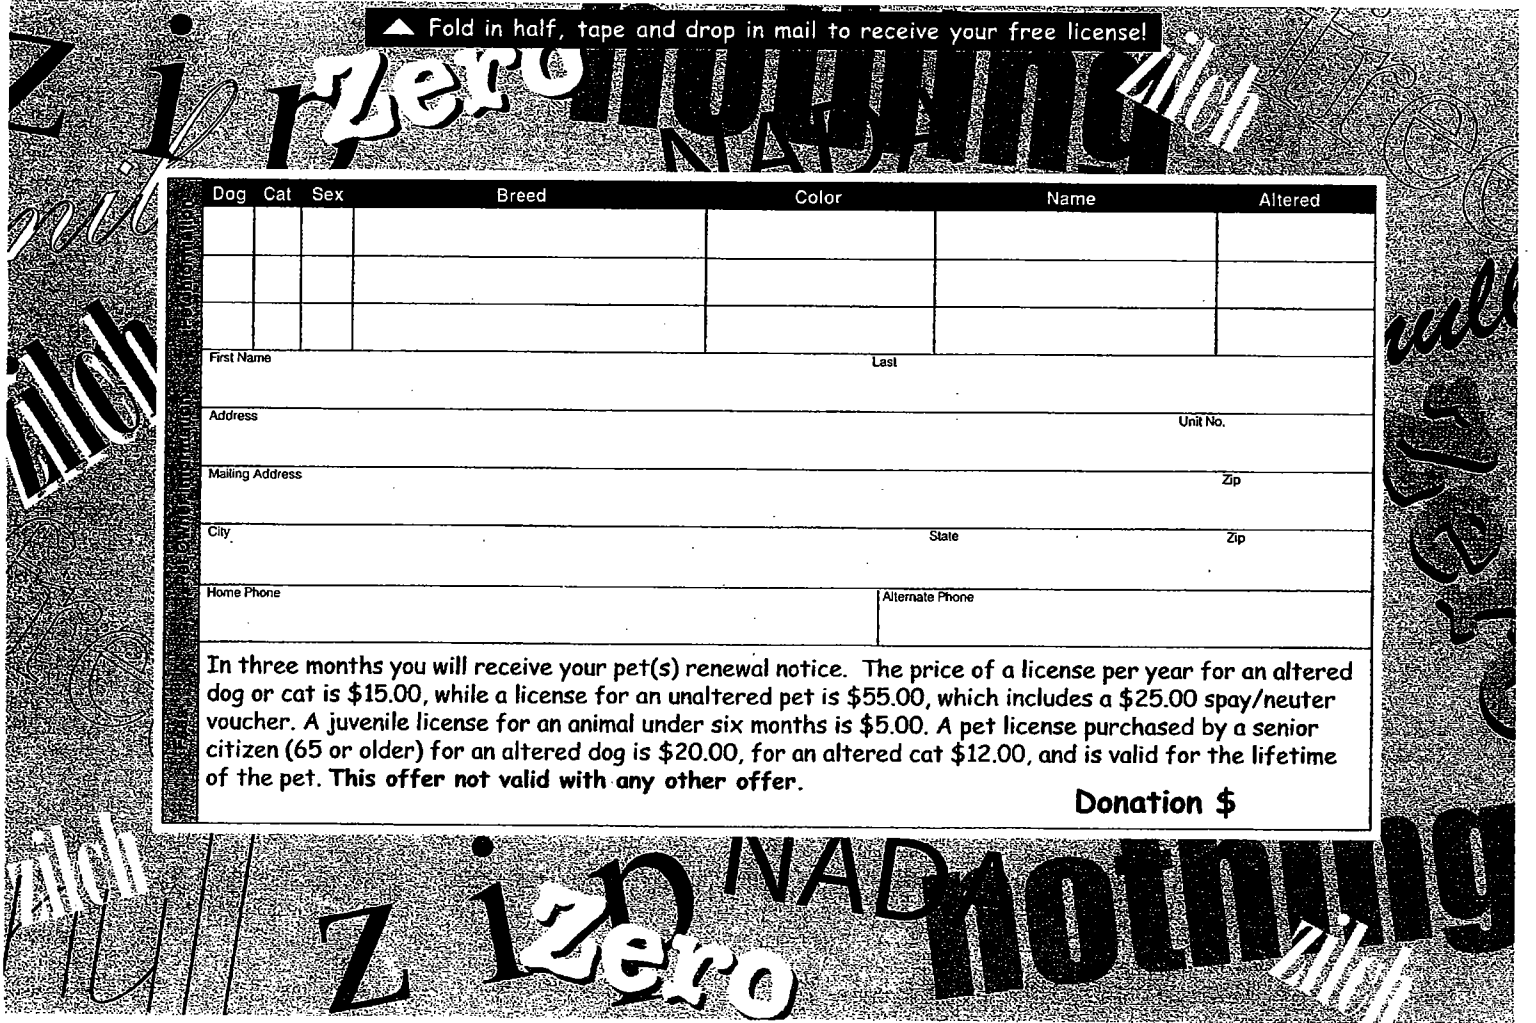 Fold in half, tape and drop in mail to receive your free license!
zip
zero
nothing
zilch
free
nil
NADA
Dog Cat Sex Breed Color Name Altered
null
zilch
First Name Last
Address Unit No.
Mailing Address Zip
City State Zip
Home Phone Alternate Phone
In three months you will receive your pet(s) renewal notice. The price of a license per year for an altered
dog or cat is $15.00, while a license for an unaltered pet is $55.00, which includes a $25.00 spay/neuter
voucher. A juvenile license for an animal under six months is $5.00. A pet license purchased by a senior
citizen (65 or older) for an altered dog is $20.00, for an altered cat $12.00, and is valid for the lifetime
of the pet. This offer not valid with any other offer.
Donation $
zilch
null
zip
zero
NADA
nothing
zilch